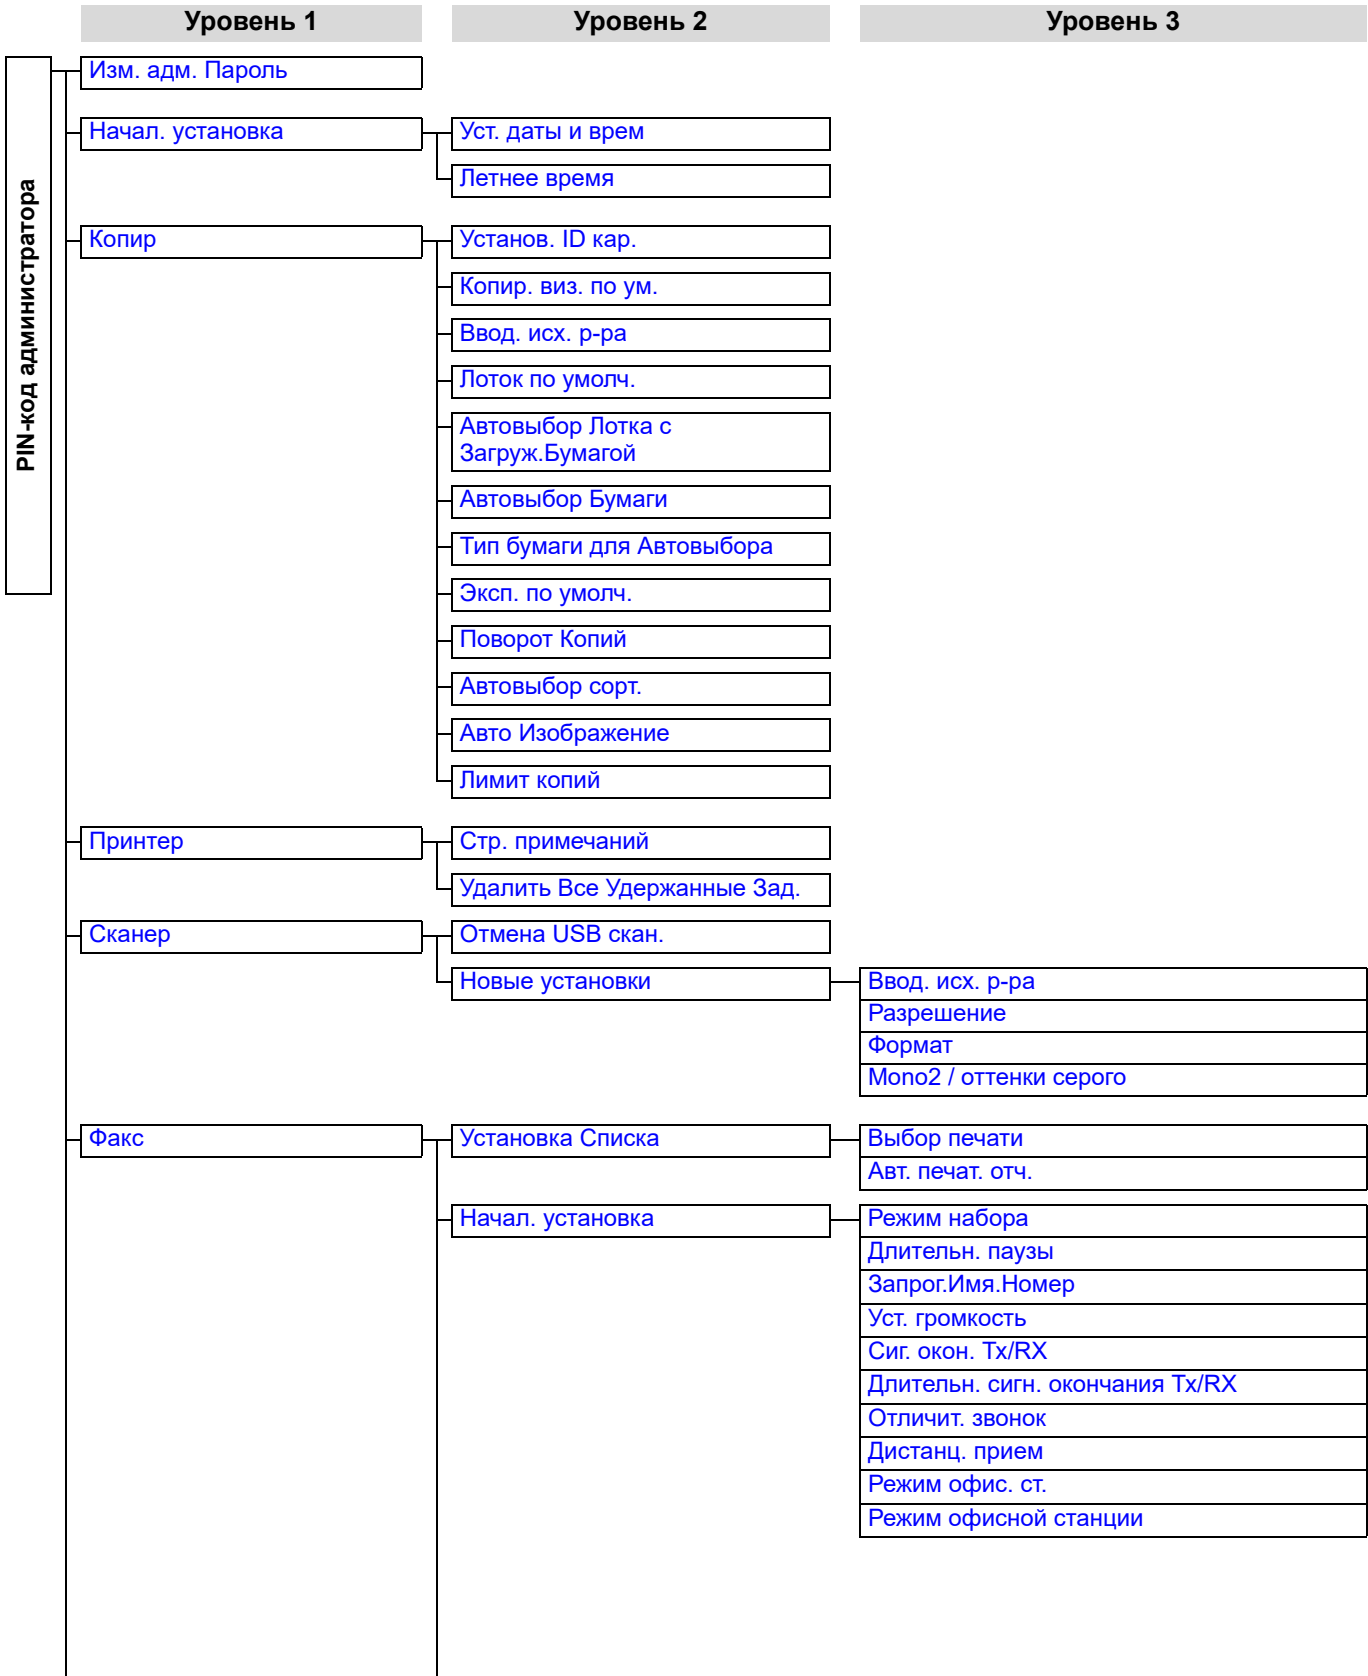 Уровень 1
Уровень 2
Уровень 3
PIN-код администратора
Изм. адм. Пароль
Начал. установка
Уст. даты и врем
Летнее время
Копир
Установ. ID кар.
Копир. виз. по ум.
Ввод. исх. р-ра
Лоток по умолч.
Автовыбор Лотка с
Загруж.Бумагой
Автовыбор Бумаги
Тип бумаги для Автовыбора
Эксп. по умолч.
Поворот Копий
Автовыбор сорт.
Авто Изображение
Лимит копий
Принтер
Стр. примечаний
Удалить Все Удержанные Зад.
Сканер
Отмена USB скан.
Новые установки
Ввод. исх. р-ра
Разрешение
Формат
Mono2 / оттенки серого
Факс
Установка Списка
Выбор печати
Авт. печат. отч.
Начал. установка
Режим набора
Длительн. паузы
Запрог.Имя.Номер
Уст. громкость
Сиг. окон. Tx/RX
Длительн. сигн. окончания Tx/RX
Отличит. звонок
Дистанц. прием
Режим офис. ст.
Режим офисной станции